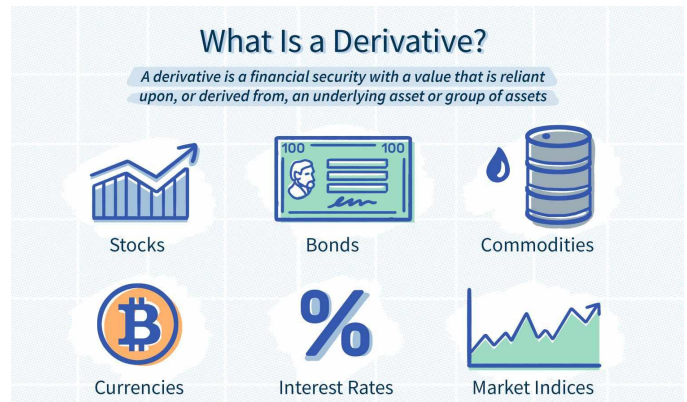 What Is a Derivative?
A derivative is a financial security with a value that is reliant
upon, or derived from, an underlying asset or group of assets
100 100
Stocks Bonds Commodities
Currencies Interest Rates Market Indices